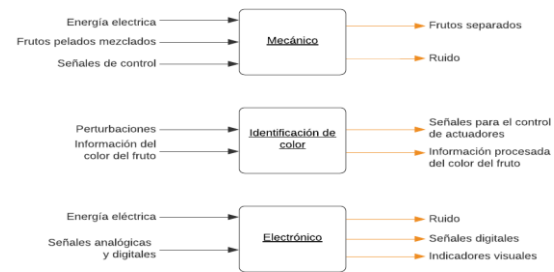 Energía electrica
Frutos pelados mezclados
Señales de control
Mecánico
Frutos separados
Ruido
Perturbaciones
Información del
color del fruto
Identificación de
color
Señales para el control
de actuadores
Información procesada
del color del fruto
Energía eléctrica
Señales analógicas
y digitales
Electrónico
Ruido
Señales digitales
Indicadores visuales